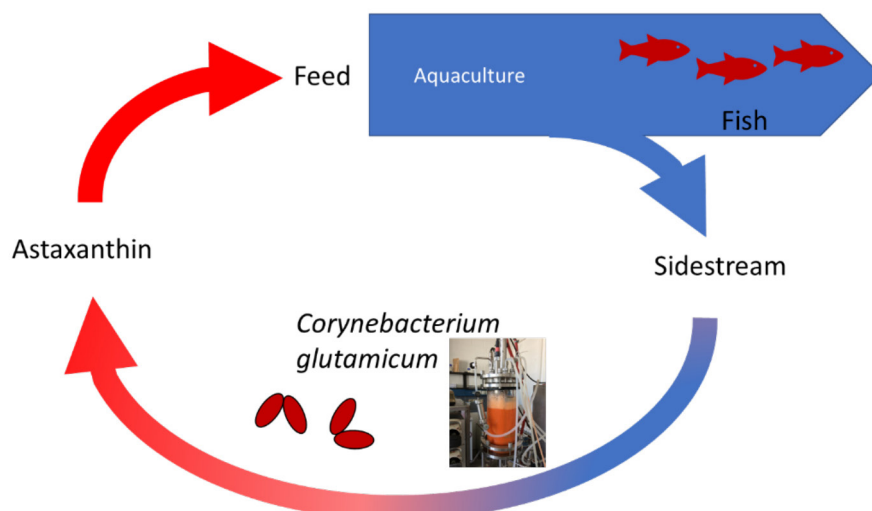 Feed
Aquaculture
Fish
Astaxanthin
Sidestream
Corynebacterium
glutamicum